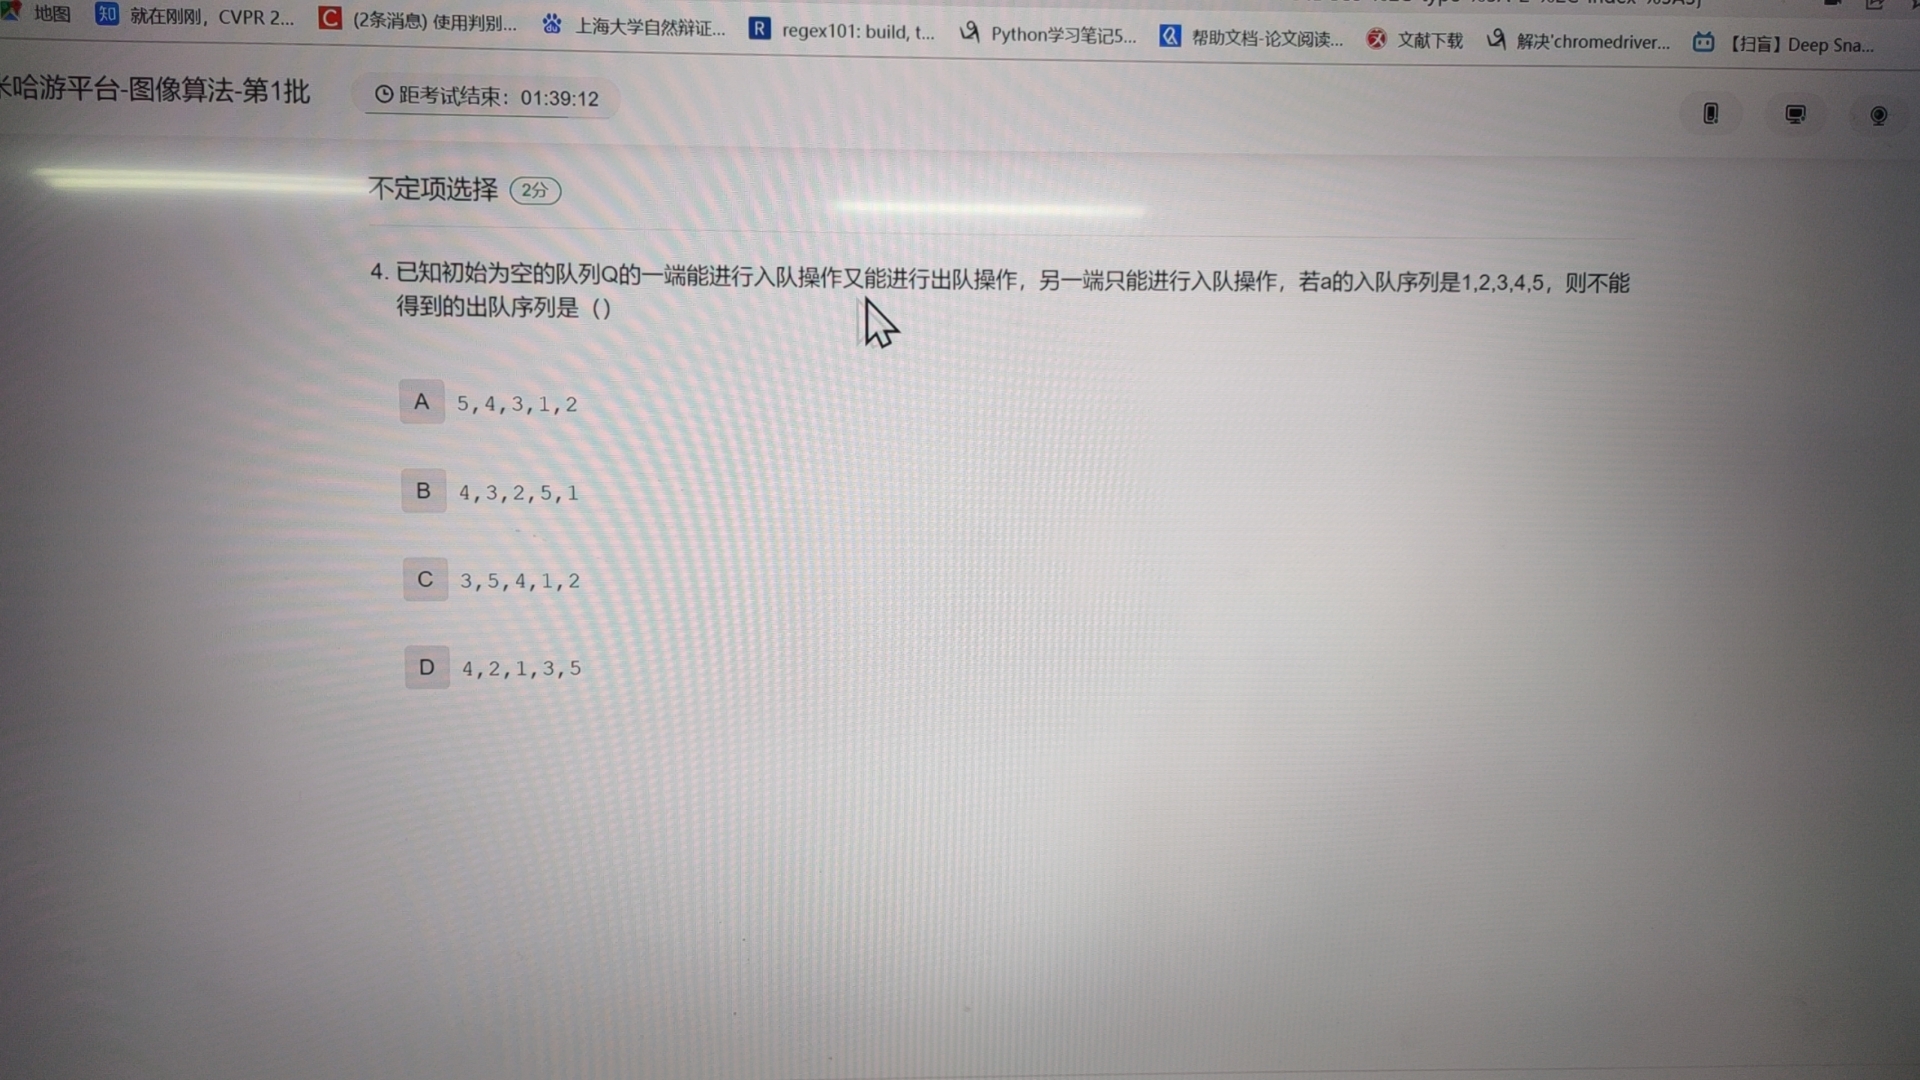 地图 就在刚刚，CVPR 2... (2条消息) 使用判别... 上海大学自然辩证... regex101: build, t... Python学习笔记5... 帮助文档-论文阅读... 文献下载 解决'chromedriver... 【扫盲】Deep Sna...
米哈游平台-图像算法-第1批 距考试结束：01:39:12
不定项选择 2分
4. 已知初始为空的队列Q的一端能进行入队操作又能进行出队操作，另一端只能进行入队操作，若a的入队序列是1,2,3,4,5，则不能
得到的出队序列是（）
A 5,4,3,1,2
B 4,3,2,5,1
C 3,5,4,1,2
D 4,2,1,3,5